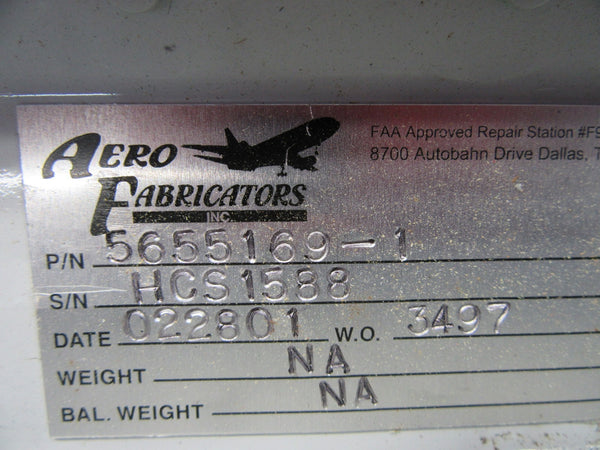 AERO
FABRICATORS
INC.
FAA Approved Repair Station #F9
8700 Autobahn Drive Dallas, T
P/N 5655169-1
S/N HCS1588
DATE 022801 W.O. 3497
WEIGHT NA
BAL. WEIGHT NA